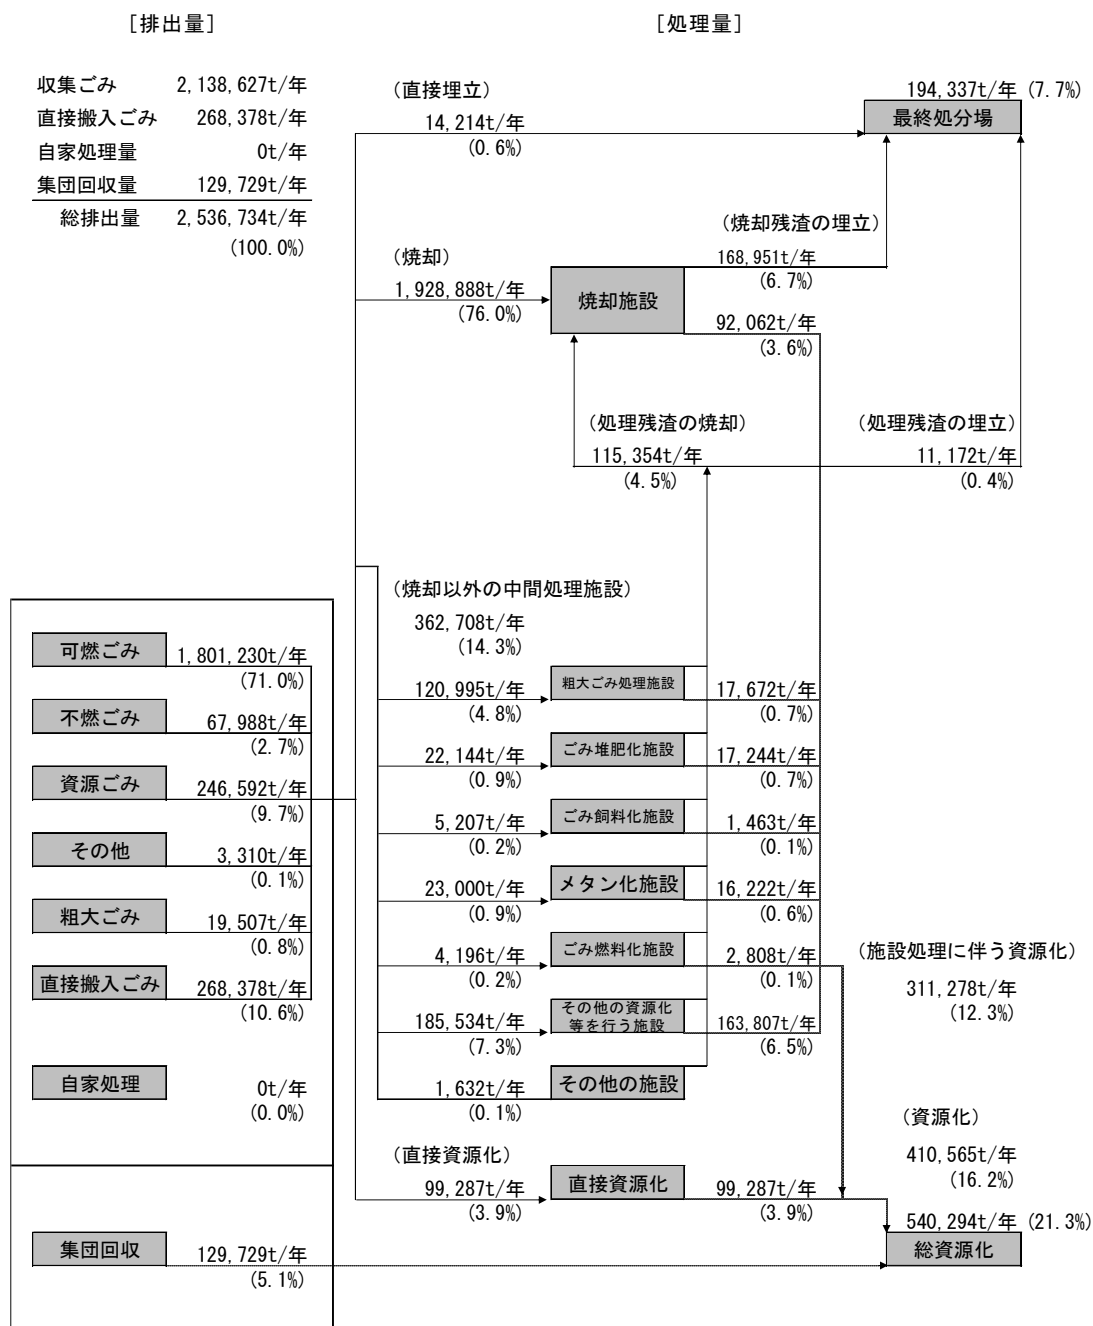 [排出量]
[処理量]
収集ごみ 2,138,627t/年
直接搬入ごみ 268,378t/年
自家処理量 0t/年
集団回収量 129,729t/年
総排出量 2,536,734t/年
(100.0%)
(直接埋立)
14,214t/年
(0.6%)
194,337t/年 (7.7%)
最終処分場
(焼却)
1,928,888t/年
(76.0%)
焼却施設
(焼却残渣の埋立)
168,951t/年
(6.7%)
92,062t/年
(3.6%)
(処理残渣の焼却)
115,354t/年
(4.5%)
(処理残渣の埋立)
11,172t/年
(0.4%)
可燃ごみ 1,801,230t/年
(71.0%)
不燃ごみ 67,988t/年
(2.7%)
資源ごみ 246,592t/年
(9.7%)
その他 3,310t/年
(0.1%)
粗大ごみ 19,507t/年
(0.8%)
直接搬入ごみ 268,378t/年
(10.6%)
自家処理 0t/年
(0.0%)
集団回収 129,729t/年
(5.1%)
(焼却以外の中間処理施設)
362,708t/年
(14.3%)
120,995t/年 粗大ごみ処理施設 17,672t/年
(4.8%) (0.7%)
22,144t/年 ごみ堆肥化施設 17,244t/年
(0.9%) (0.7%)
5,207t/年 ごみ飼料化施設 1,463t/年
(0.2%) (0.1%)
23,000t/年 メタン化施設 16,222t/年
(0.9%) (0.6%)
4,196t/年 ごみ燃料化施設 2,808t/年
(0.2%) (0.1%)
その他の資源化
185,534t/年 等を行う施設 163,807t/年
(7.3%) (6.5%)
1,632t/年 その他の施設
(0.1%)
(直接資源化)
99,287t/年 直接資源化 99,287t/年
(3.9%) (3.9%)
(施設処理に伴う資源化)
311,278t/年
(12.3%)
(資源化)
410,565t/年
(16.2%)
540,294t/年 (21.3%)
総資源化